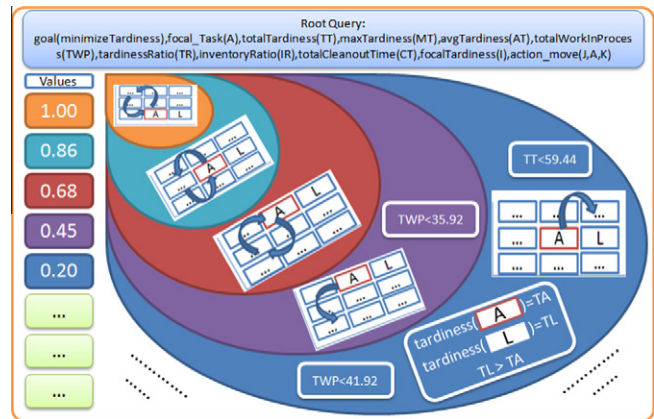 Root Query:
goal(minimizeTardiness),focal_Task(A),totalTardiness(TT),maxTardiness(MT),avgTardiness(AT),totalWorkInProces
s(TWP),tardinessRatio(TR),inventoryRatio(IR),totalCleanoutTime(CT),focalTardiness(I),action_move(J,A,K)
Values
1.00
0.86
0.68
0.45
0.20
...
...
...
... ... ...
... ...
... A L
... ... ...
... A L
... ... ...
... A L
... ... ...
... ... ...
... A L
... ... ...
... ... ...
TWP<35.92
TT<59.44
... ... ...
... A L
... ... ...
tardiness( A )=TA
tardiness( L )=TL
TL > TA
TWP<41.92